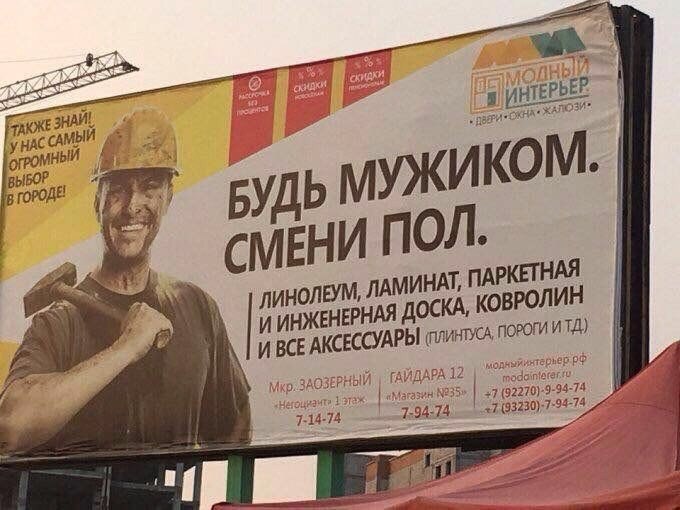 ТАКЖЕ ЗНАЙ!
У НАС САМЫЙ
ОГРОМНЫЙ
ВЫБОР
В ГОРОДЕ!
РАССРОЧКА
БЕЗ
ПРОЦЕНТОВ
% %
СКИДКИ
% %
СКИДКИ
МОДНЫЙ
ИНТЕРЬЕР
• ДВЕРИ • ОКНА • ЖАЛЮЗИ •
БУДЬ МУЖИКОМ.
СМЕНИ ПОЛ.
ЛИНОЛЕУМ, ЛАМИНАТ, ПАРКЕТНАЯ
И ИНЖЕНЕРНАЯ ДОСКА, КОВРОЛИН
И ВСЕ АКСЕССУАРЫ (ПЛИНТУСА, ПОРОГИ И Т.Д.)
Мкр. ЗАОЗЕРНЫЙ
«Негоциант» 1 этаж
7-14-74
ГАЙДАРА 12
«Магазин №35»
7-94-74
модныйинтерьер.рф
modainterer.ru
+7 (92270)-9-94-74
+7 (93230)-7-94-74